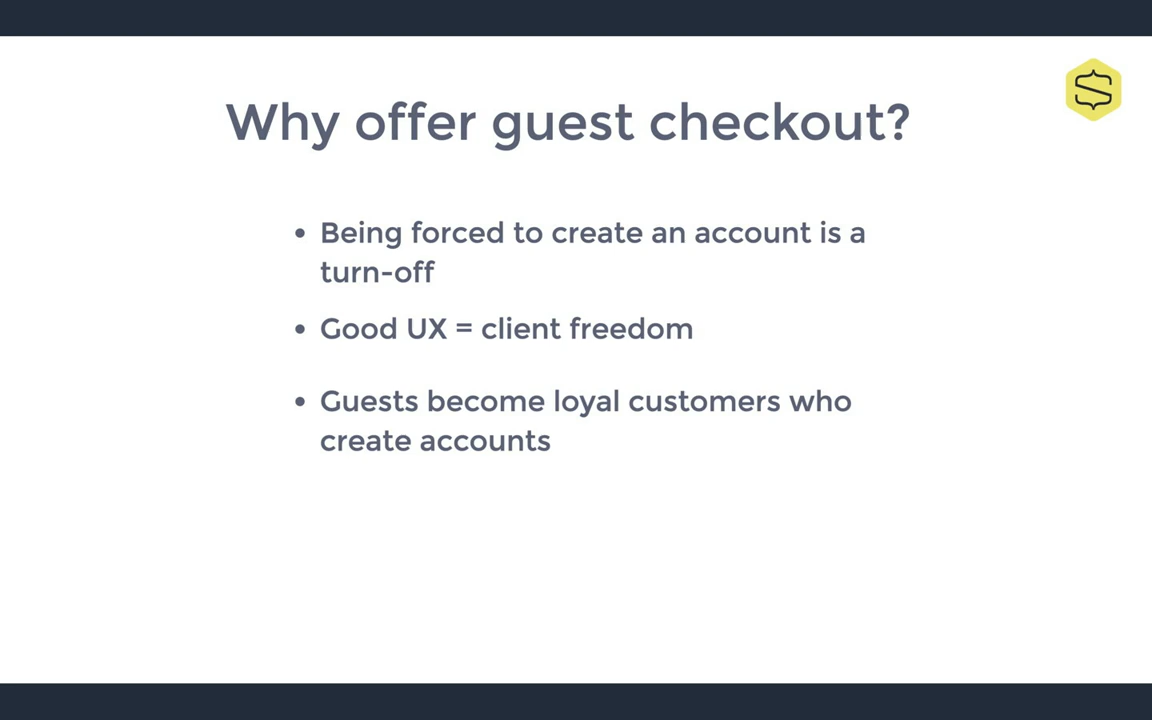 Why offer guest checkout?
• Being forced to create an account is a
turn-off
• Good UX = client freedom
• Guests become loyal customers who
create accounts